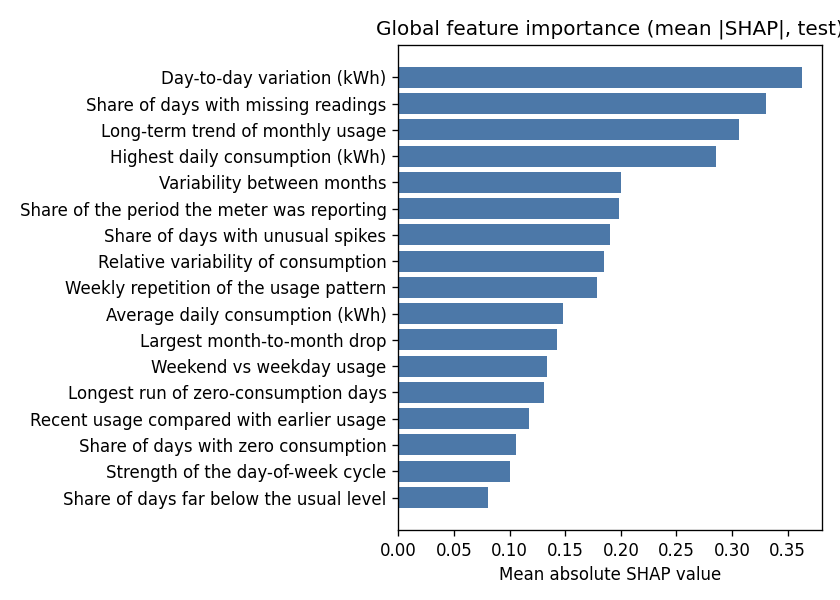 Global feature importance (mean |SHAP|, test)
Day-to-day variation (kWh)
Share of days with missing readings
Long-term trend of monthly usage
Highest daily consumption (kWh)
Variability between months
Share of the period the meter was reporting
Share of days with unusual spikes
Relative variability of consumption
Weekly repetition of the usage pattern
Average daily consumption (kWh)
Largest month-to-month drop
Weekend vs weekday usage
Longest run of zero-consumption days
Recent usage compared with earlier usage
Share of days with zero consumption
Strength of the day-of-week cycle
Share of days far below the usual level
0.00 0.05 0.10 0.15 0.20 0.25 0.30 0.35
Mean absolute SHAP value